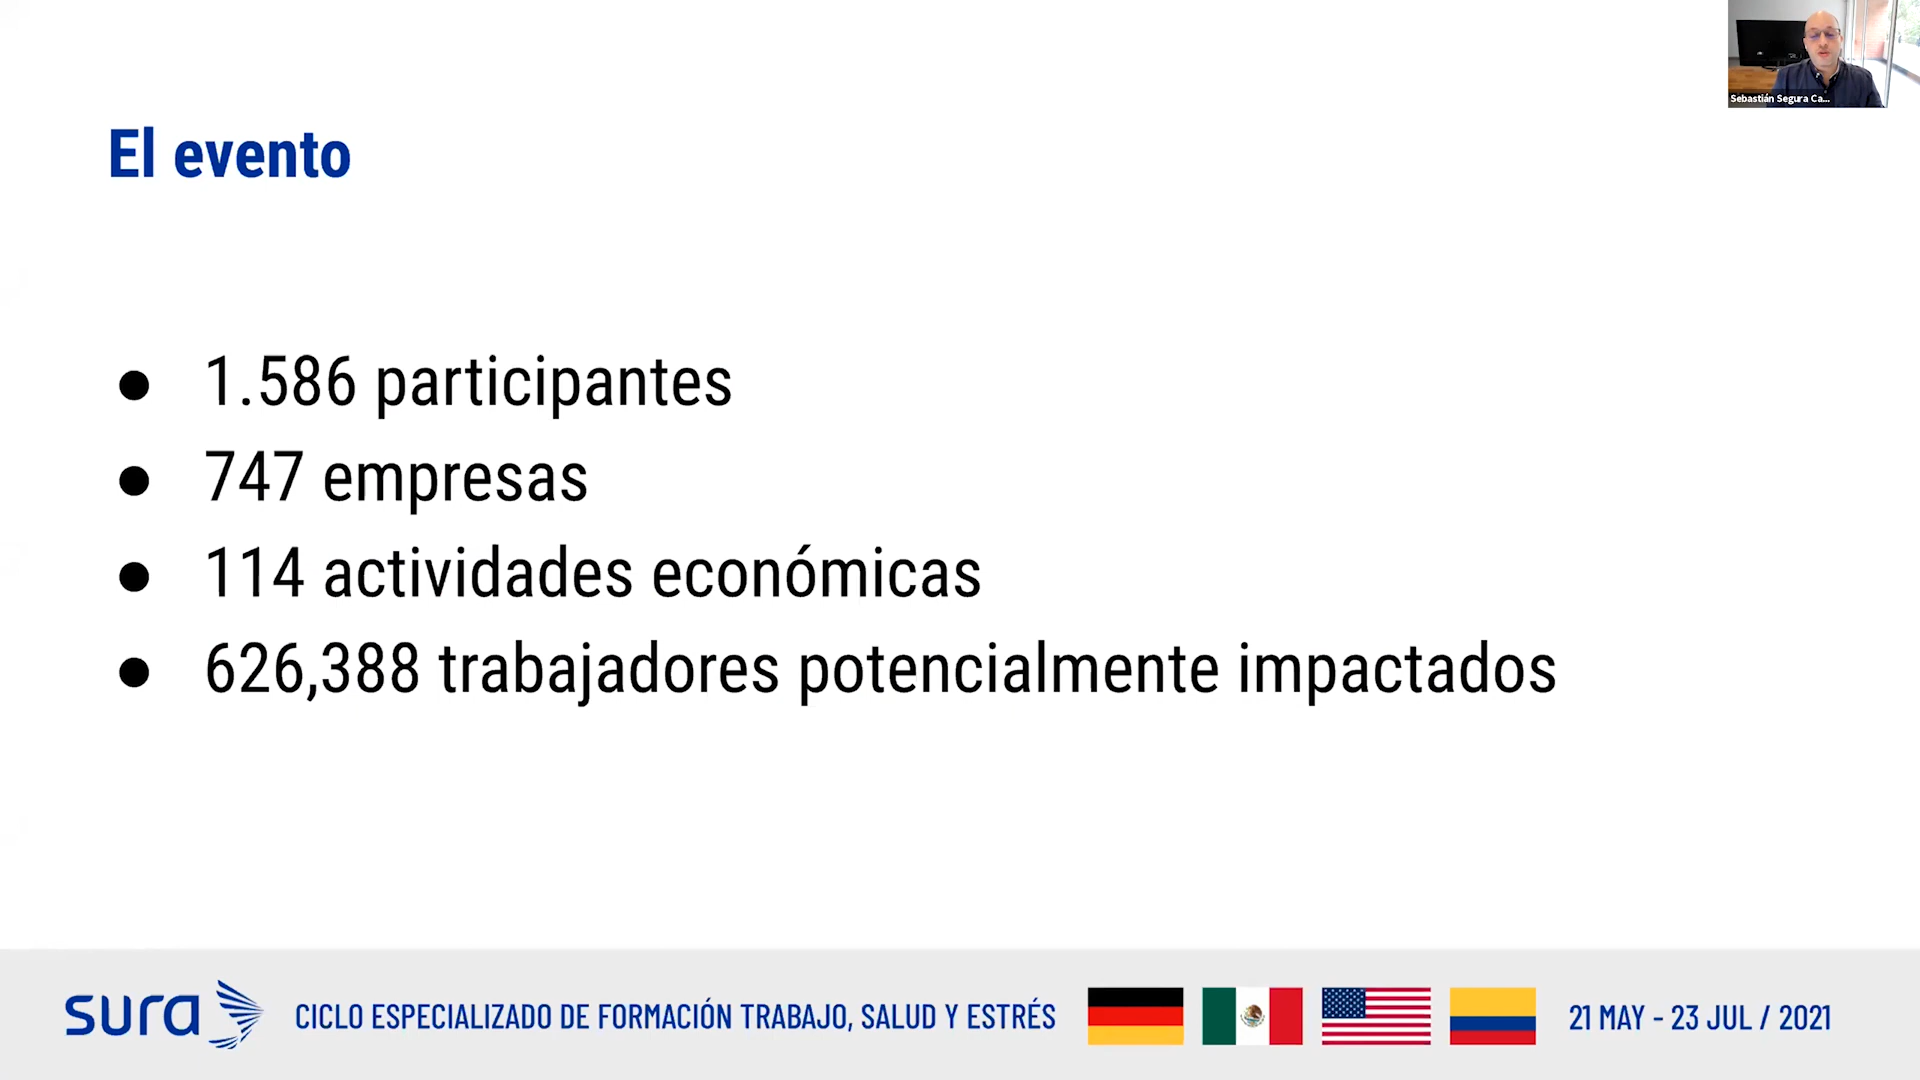 Sebastián Segura Ca...
El evento
● 1.586 participantes
● 747 empresas
● 114 actividades económicas
● 626,388 trabajadores potencialmente impactados
sura
CICLO ESPECIALIZADO DE FORMACIÓN TRABAJO, SALUD Y ESTRÉS
21 MAY - 23 JUL / 2021